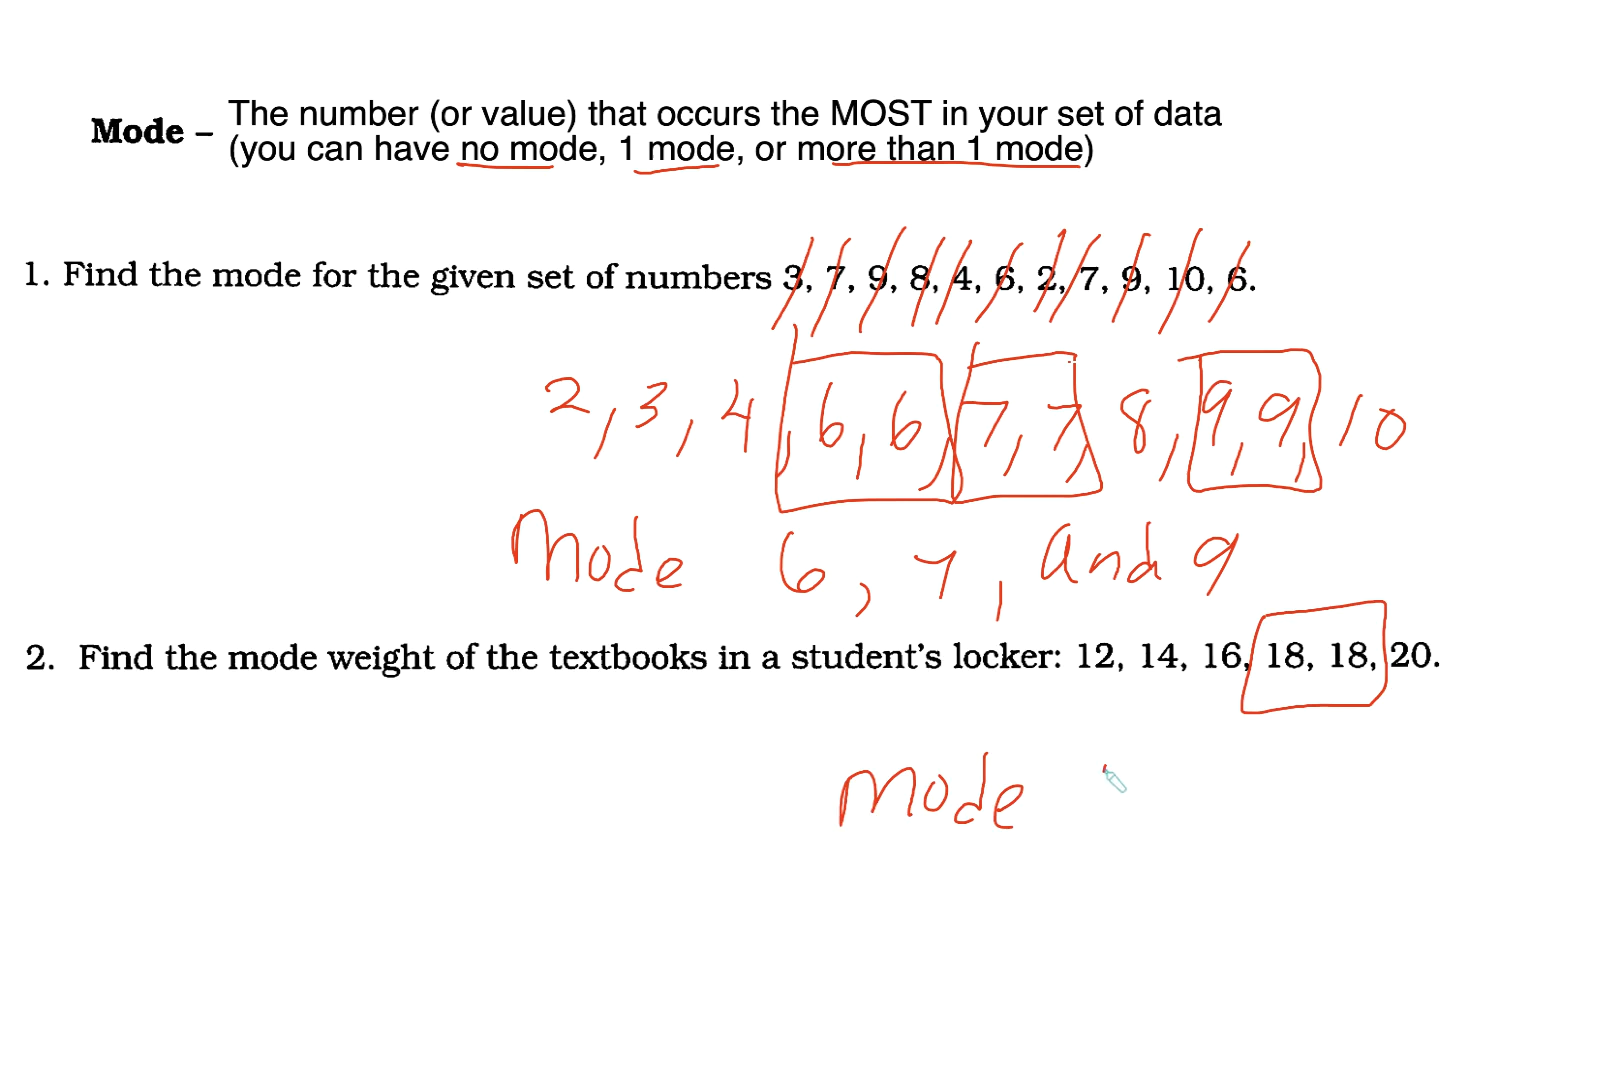 Mode – The number (or value) that occurs the MOST in your set of data
(you can have no mode, 1 mode, or more than 1 mode)
1. Find the mode for the given set of numbers 3, 7, 9, 8, 4, 6, 2, 7, 9, 10, 6.
2, 3, 4, 6, 6, 7, 7, 8, 9, 9, 10
Mode 6, 7, and 9
2. Find the mode weight of the textbooks in a student's locker: 12, 14, 16, 18, 18, 20.
Mode